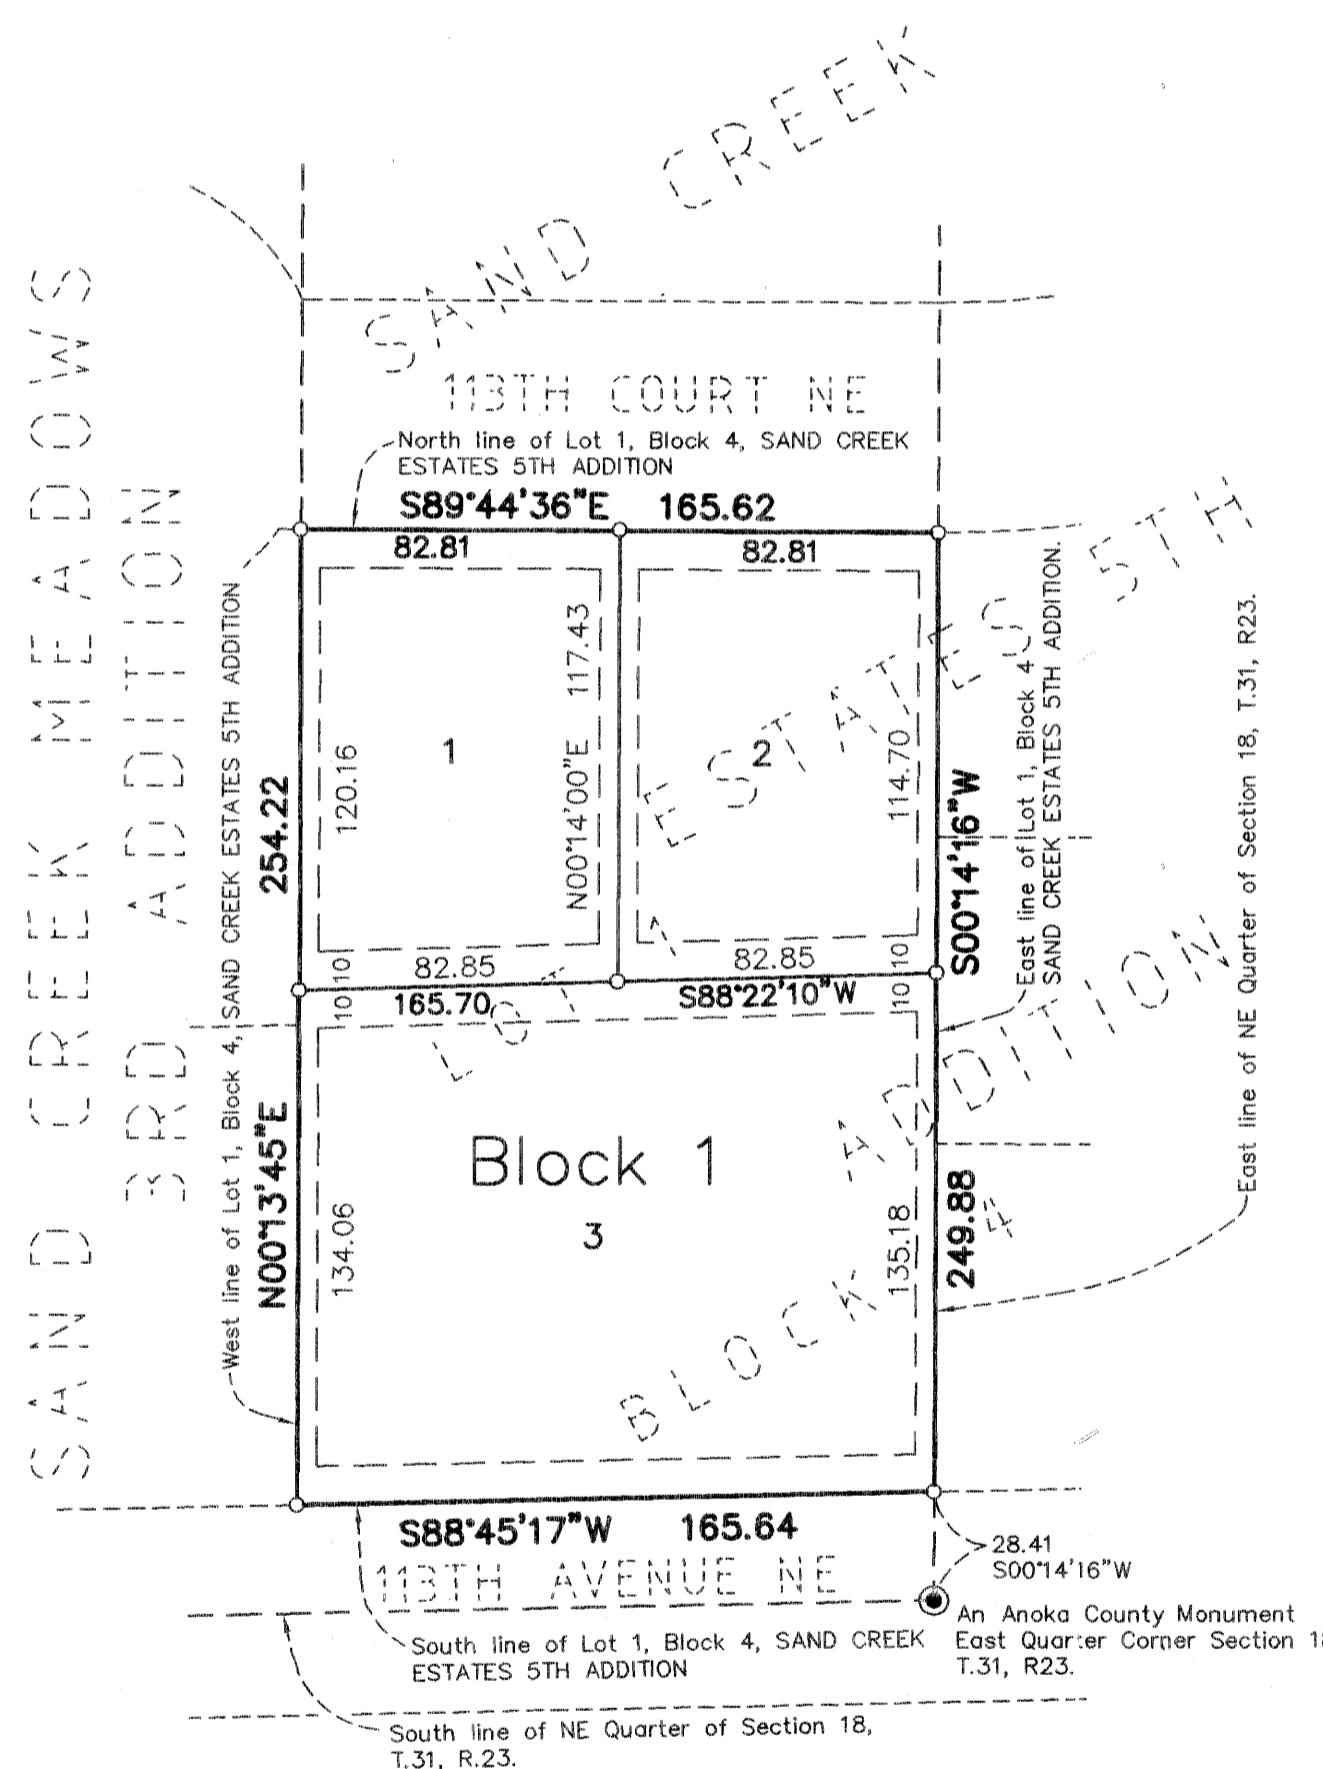 SAND CREEK
113TH COURT NE
North line of Lot 1, Block 4, SAND CREEK
ESTATES 5TH ADDITION
S89°44'36"E 165.62
82.81
82.81
SAND CREEK MEADOWS
3RD ADDITION
West line of Lot 1, Block 4, SAND CREEK ESTATES 5TH ADDITION
254.22
N00°13'45"E
120.16
1
N00°14'00"E 117.43
2
114.70
ESTATES 5TH
ADDITION
S00°14'16"W
249.88
East line of Lot 1, Block 4
SAND CREEK ESTATES 5TH ADDITION.
East line of NE Quarter of Section 18, T.31, R23.
82.85
82.85
10
10
10
10
165.70
S88°22'10"W
LOT 1
Block 1
3
134.06
135.18
BLOCK 4
S88°45'17"W 165.64
113TH AVENUE NE
28.41
S00°14'16"W
An Anoka County Monument
East Quarter Corner Section 18
T.31, R23.
South line of Lot 1, Block 4, SAND CREEK
ESTATES 5TH ADDITION
South line of NE Quarter of Section 18,
T.31, R.23.